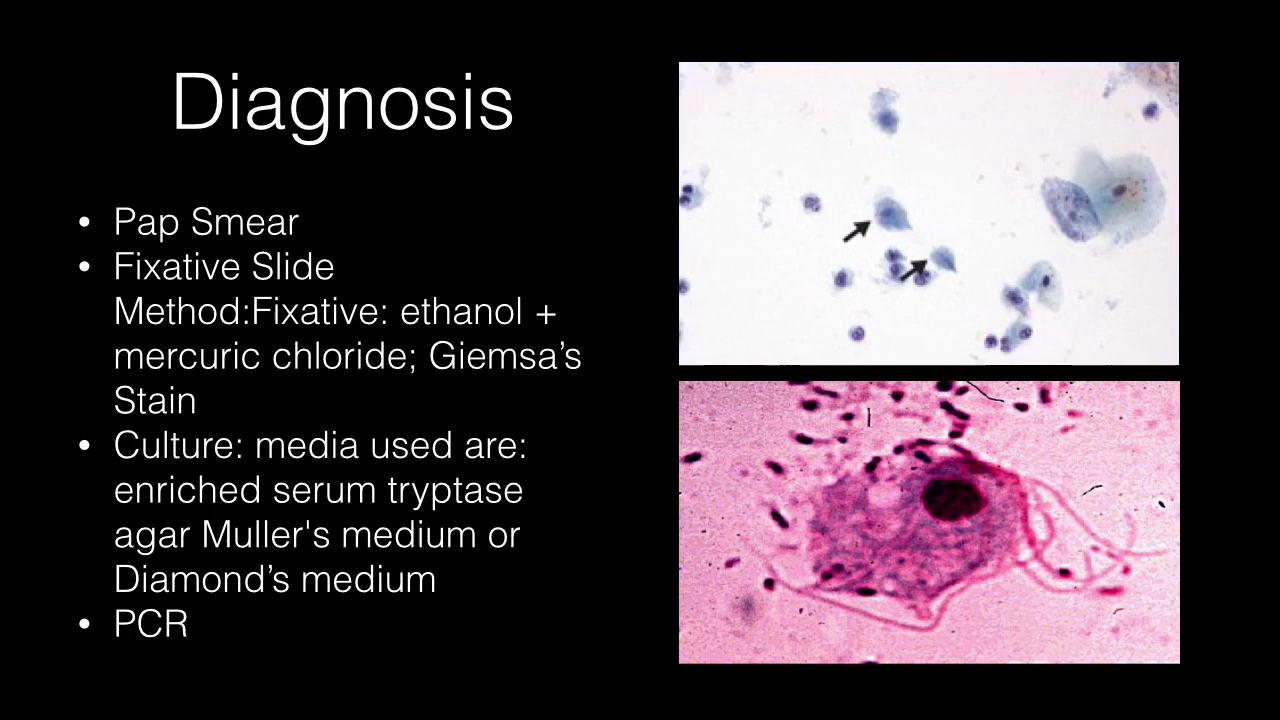 Diagnosis
• Pap Smear
• Fixative Slide
Method:Fixative: ethanol +
mercuric chloride; Giemsa’s
Stain
• Culture: media used are:
enriched serum tryptase
agar Muller's medium or
Diamond’s medium
• PCR